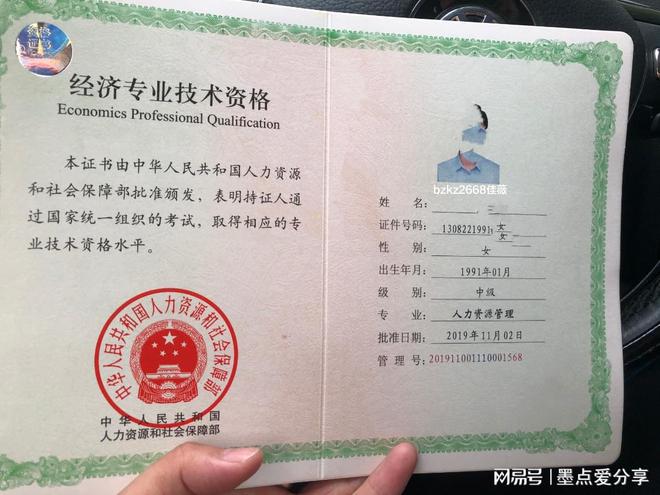 经济专业技术资格
Economics Professional Qualification
本证书由中华人民共和国人力资源
和社会保障部批准颁发，表明持证人通
过国家统一组织的考试，取得相应的专
业技术资格水平。
中华人民共和国人力资源和社会保障部
中华人民共和国
人力资源和社会保障部
bzkz2668佳薇
姓 名：
证件号码：1308221991 女
女
性 别：女
出生年月：1991年01月
级 别：中级
专 业：人力资源管理
批准日期：2019年11月02日
管 理 号：201911001110001568
网易号 | 墨点爱分享